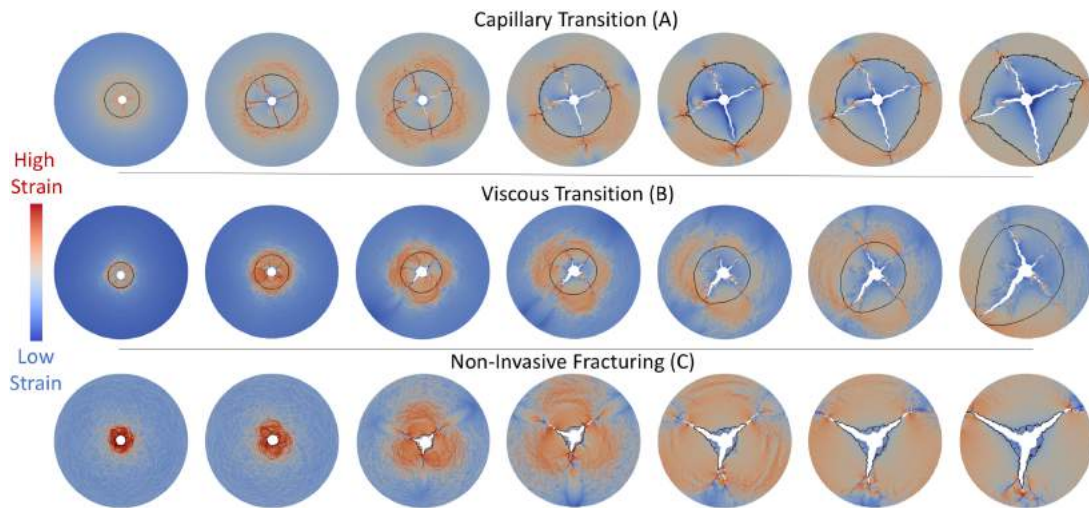 Capillary Transition (A)
High
Strain
Viscous Transition (B)
Low
Strain
Non-Invasive Fracturing (C)